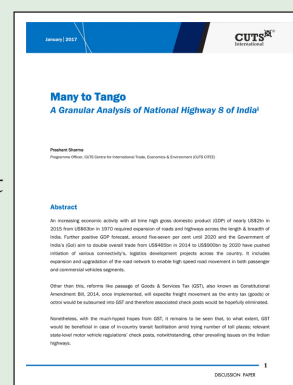 January | 2017
CUTS
International
Many to Tango
A Granular Analysis of National Highway 8 of India
Prashant Sharma
Programme Officer, CUTS Centre for International Trade, Economics & Environment (CUTS CITEE)
Abstract
An increasing economic activity with all time high gross domestic product (GDP) of nearly US$2tn in
2015 from US$63bn in 1970 required expansion of roads and highways across the length & breadth of
India. Further positive GDP forecast, around five-seven per cent until 2020 and the Government of
India's (GoI) aim to double overall trade from US$465bn in 2014 to US$900bn by 2020 have pushed
initiation of various connectivity's, logistics development projects across the country. It includes
expansion and upgradation of the road network to enable high speed road movement in both passenger
and commercial vehicles segments.
Other than this, reforms like passage of Goods & Services Tax (GST), also known as Constitutional
Amendment Bill, 2014, once implemented, will expedite freight movement as the entry tax (goods) or
octroi would be subsumed into GST and therefore associated check posts would be hopefully eliminated.
Nonetheless, with the much-hyped hopes from GST, it remains to be seen that, to what extent, GST
would be beneficial in case of in-country transit facilitation amid trying number of toll places; relevant
state-level motor vehicle regulations' check posts, notwithstanding, other prevailing issues on the Indian
highways.
1
DISCUSSION PAPER
t